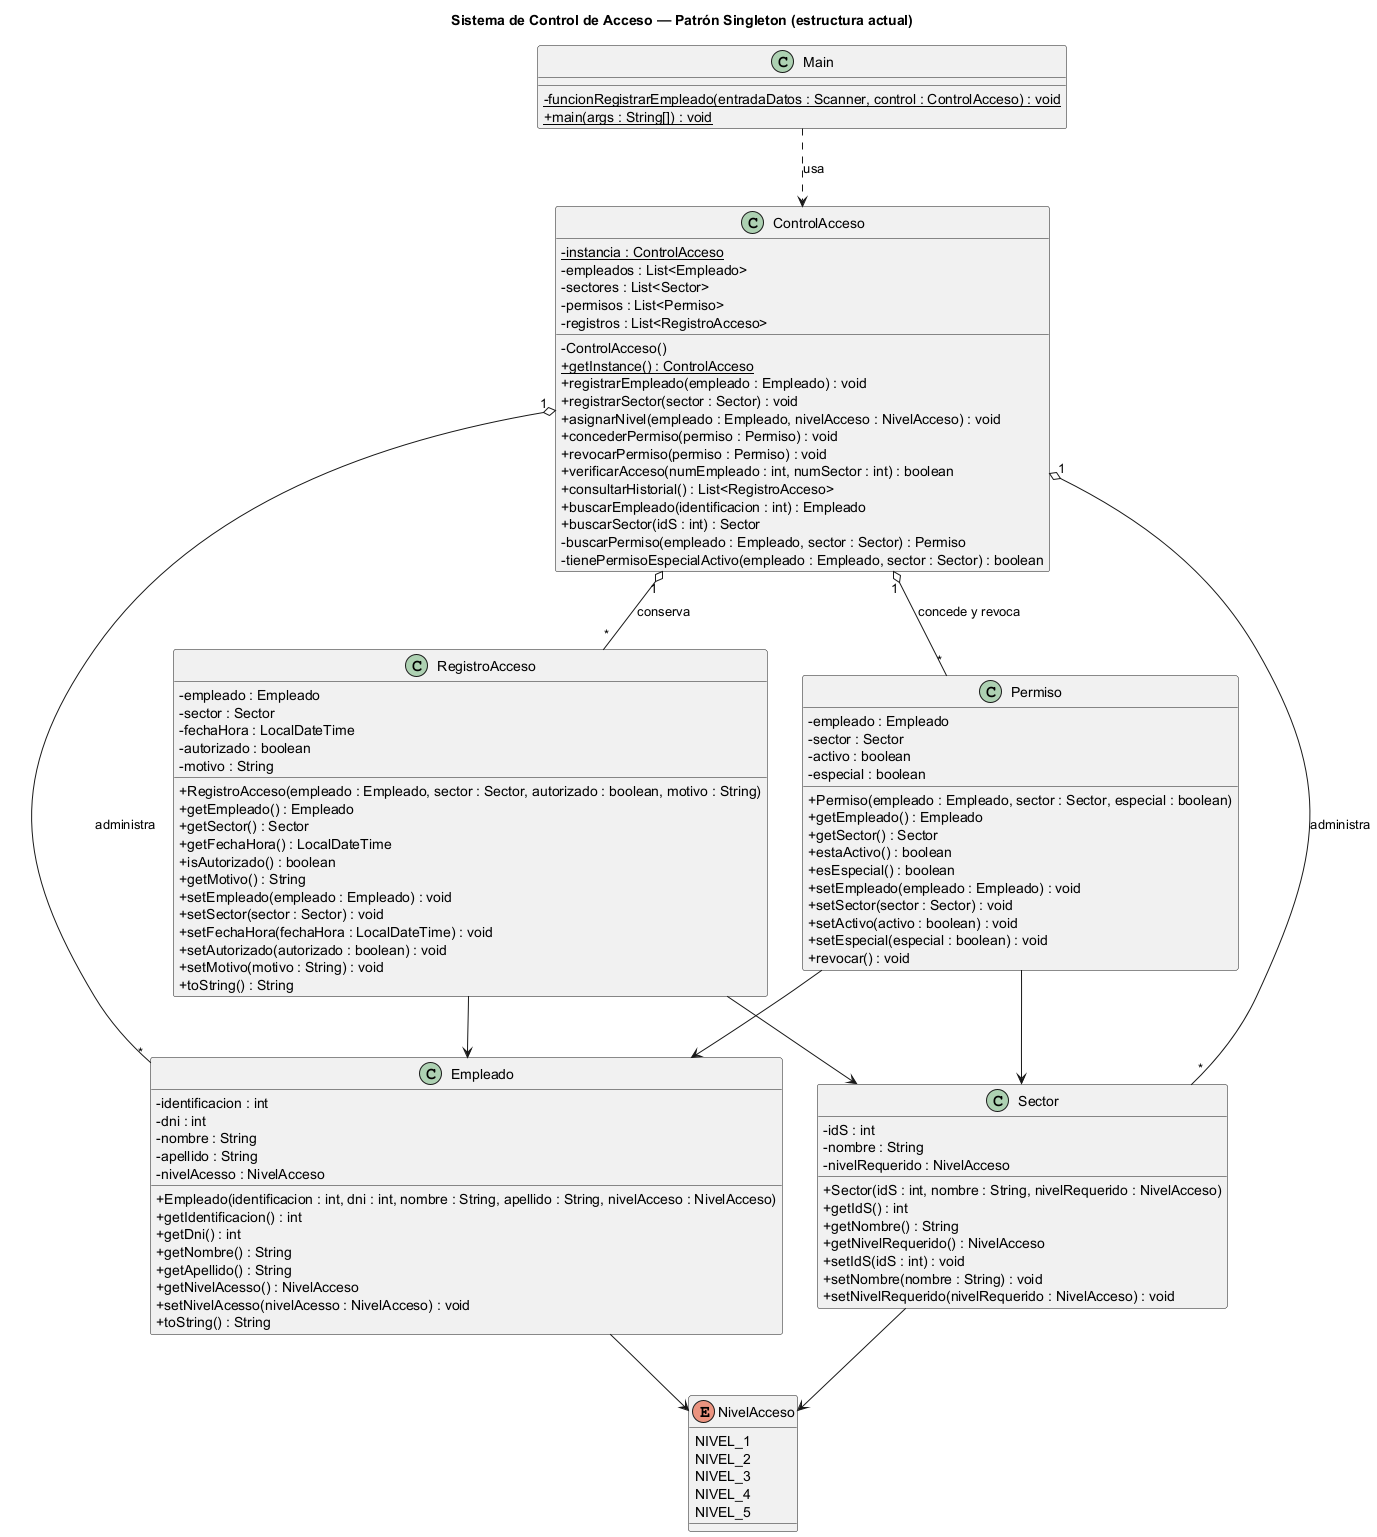 Sistema de Control de Acceso — Patrón Singleton (estructura actual)
C Main
-funcionRegistrarEmpleado(entradaDatos : Scanner, control : ControlAcceso) : void
+main(args : String[]) : void
usa
C ControlAcceso
-instancia : ControlAcceso
-empleados : List<Empleado>
-sectores : List<Sector>
-permisos : List<Permiso>
-registros : List<RegistroAcceso>
-ControlAcceso()
+getInstance() : ControlAcceso
+registrarEmpleado(empleado : Empleado) : void
+registrarSector(sector : Sector) : void
+asignarNivel(empleado : Empleado, nivelAcceso : NivelAcceso) : void
+concederPermiso(permiso : Permiso) : void
+revocarPermiso(permiso : Permiso) : void
+verificarAcceso(numEmpleado : int, numSector : int) : boolean
+consultarHistorial() : List<RegistroAcceso>
+buscarEmpleado(identificacion : int) : Empleado
+buscarSector(idS : int) : Sector
-buscarPermiso(empleado : Empleado, sector : Sector) : Permiso
-tienePermisoEspecialActivo(empleado : Empleado, sector : Sector) : boolean
1
1
1
1
conserva
concede y revoca
*
*
C RegistroAcceso
-empleado : Empleado
-sector : Sector
-fechaHora : LocalDateTime
-autorizado : boolean
-motivo : String
+RegistroAcceso(empleado : Empleado, sector : Sector, autorizado : boolean, motivo : String)
+getEmpleado() : Empleado
+getSector() : Sector
+getFechaHora() : LocalDateTime
+isAutorizado() : boolean
+getMotivo() : String
+setEmpleado(empleado : Empleado) : void
+setSector(sector : Sector) : void
+setFechaHora(fechaHora : LocalDateTime) : void
+setAutorizado(autorizado : boolean) : void
+setMotivo(motivo : String) : void
+toString() : String
C Permiso
-empleado : Empleado
-sector : Sector
-activo : boolean
-especial : boolean
+Permiso(empleado : Empleado, sector : Sector, especial : boolean)
+getEmpleado() : Empleado
+getSector() : Sector
+estaActivo() : boolean
+esEspecial() : boolean
+setEmpleado(empleado : Empleado) : void
+setSector(sector : Sector) : void
+setActivo(activo : boolean) : void
+setEspecial(especial : boolean) : void
+revocar() : void
administra
administra
*
*
C Empleado
-identificacion : int
-dni : int
-nombre : String
-apellido : String
-nivelAcesso : NivelAcceso
+Empleado(identificacion : int, dni : int, nombre : String, apellido : String, nivelAcceso : NivelAcceso)
+getIdentificacion() : int
+getDni() : int
+getNombre() : String
+getApellido() : String
+getNivelAcesso() : NivelAcceso
+setNivelAcesso(nivelAcesso : NivelAcceso) : void
+toString() : String
C Sector
-idS : int
-nombre : String
-nivelRequerido : NivelAcceso
+Sector(idS : int, nombre : String, nivelRequerido : NivelAcceso)
+getIdS() : int
+getNombre() : String
+getNivelRequerido() : NivelAcceso
+setIdS(idS : int) : void
+setNombre(nombre : String) : void
+setNivelRequerido(nivelRequerido : NivelAcceso) : void
E NivelAcceso
NIVEL_1
NIVEL_2
NIVEL_3
NIVEL_4
NIVEL_5